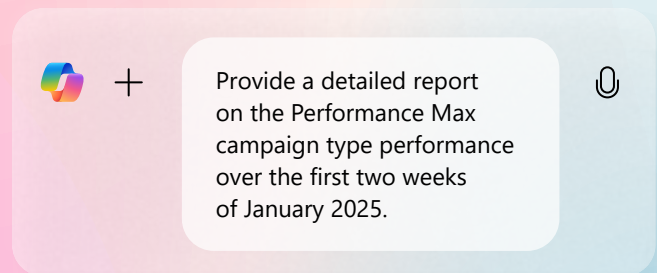 Provide a detailed report
on the Performance Max
campaign type performance
over the first two weeks
of January 2025.